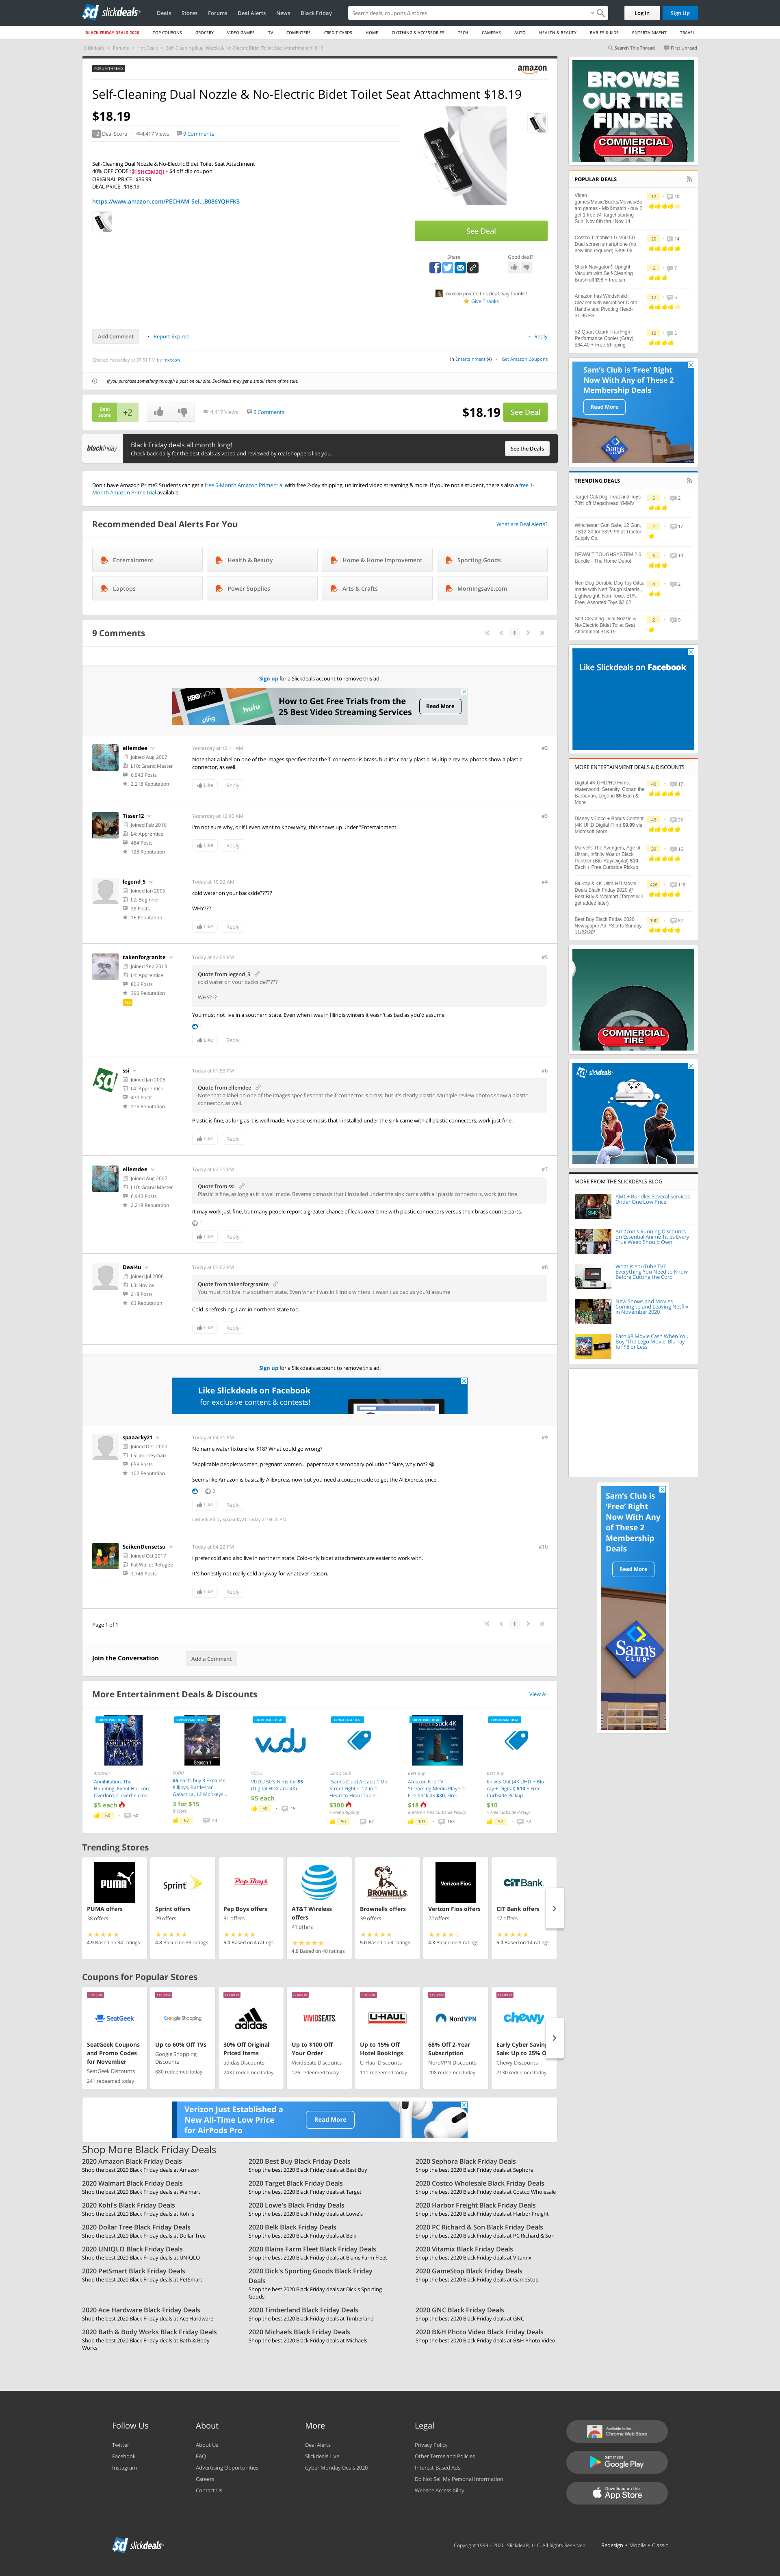 slickdeals
Deals Stores Forums Deal Alerts News Black Friday
Search deals, coupons & stores
Log In Sign Up
BLACK FRIDAY DEALS 2020 TOP COUPONS GROCERY VIDEO GAMES TV COMPUTERS CREDIT CARDS HOME CLOTHING & ACCESSORIES TECH CAMERAS AUTO HEALTH & BEAUTY BABIES & KIDS ENTERTAINMENT TRAVEL
Slickdeals > Forums > Hot Deals > Self-Cleaning Dual Nozzle & No-Electric Bidet Toilet Seat Attachment $18.19
Search This Thread First Unread
FORUM THREAD
amazon
Self-Cleaning Dual Nozzle & No-Electric Bidet Toilet Seat Attachment $18.19
$18.19
+2 Deal Score 4,417 Views 9 Comments
Self-Cleaning Dual Nozzle & No-Electric Bidet Toilet Seat Attachment
40% OFF CODE : SHC3M2QI + $4 off clip coupon
ORIGINAL PRICE : $36.99
DEAL PRICE : $18.19
https://www.amazon.com/PECHAM-Sel...B086YQHFK3
See Deal
Share Good deal?
mxxcon posted this deal. Say thanks!
Give Thanks
Add Comment Report Expired Reply
Created Yesterday at 07:51 PM by mxxcon
in Entertainment (4) Get Amazon Coupons
If you purchase something through a post on our site, Slickdeals may get a small share of the sale.
Deal Score +2 4,417 Views 9 Comments $18.19 See Deal
blackfriday
Black Friday deals all month long!
Check back daily for the best deals as voted and reviewed by real shoppers like you.
See the Deals
Don't have Amazon Prime? Students can get a free 6-Month Amazon Prime trial with free 2-day shipping, unlimited video streaming & more. If you're not a student, there's also a free 1-
Month Amazon Prime trial available.
Recommended Deal Alerts For You
What are Deal Alerts?
Entertainment Health & Beauty Home & Home Improvement Sporting Goods
Laptops Power Supplies Arts & Crafts Morningsave.com
9 Comments
1
Sign up for a Slickdeals account to remove this ad.
HBO NOW sling hulu
How to Get Free Trials from the
25 Best Video Streaming Services
Read More
ellemdee
Joined Aug 2007
L10: Grand Master
6,943 Posts
2,218 Reputation
Yesterday at 12:11 AM #2
Note that a label on one of the images specifies that the T-connector is brass, but it's clearly plastic. Multiple review photos show a plastic
connector, as well.
Like Reply
Tisser12
Joined Feb 2016
L4: Apprentice
484 Posts
128 Reputation
Yesterday at 12:45 AM #3
I'm not sure why, or if I even want to know why, this shows up under "Entertainment".
Like Reply
legend_5
Joined Jan 2005
L2: Beginner
28 Posts
16 Reputation
Today at 10:22 AM #4
cold water on your backside?????
WHY???
Like Reply
takenforgranite
Joined Sep 2013
L4: Apprentice
806 Posts
390 Reputation
Pro
Today at 12:05 PM #5
Quote from legend_5
cold water on your backside?????
WHY???
You must not live in a southern state. Even when i was in Illinois winters it wasn't as bad as you'd assume
1
Like Reply
ssi
Joined Jan 2008
L4: Apprentice
470 Posts
115 Reputation
Today at 01:53 PM #6
Quote from ellemdee
Note that a label on one of the images specifies that the T-connector is brass, but it's clearly plastic. Multiple review photos show a plastic
connector, as well.
Plastic is fine, as long as it is well made. Reverse osmosis that I installed under the sink came with all plastic connectors, work just fine.
Like Reply
ellemdee
Joined Aug 2007
L10: Grand Master
6,943 Posts
2,218 Reputation
Today at 02:31 PM #7
Quote from ssi
Plastic is fine, as long as it is well made. Reverse osmosis that I installed under the sink came with all plastic connectors, work just fine.
It may work just fine, but many people report a greater chance of leaks over time with plastic connectors versus their brass counterparts.
1
Like Reply
Deal4u
Joined Jul 2006
L3: Novice
218 Posts
63 Reputation
Today at 03:02 PM #8
Quote from takenforgranite
You must not live in a southern state. Even when i was in Illinois winters it wasn't as bad as you'd assume
Cold is refreshing, I am in northern state too.
Like Reply
Sign up for a Slickdeals account to remove this ad.
Like Slickdeals on Facebook
for exclusive content & contests!
spaaarky21
Joined Dec 2007
L5: Journeyman
658 Posts
102 Reputation
Today at 04:21 PM #9
No name water fixture for $18? What could go wrong?
"Applicable people: women, pregnant women... paper towels secondary pollution." Sure, why not?
Seems like Amazon is basically AliExpress now but you need a coupon code to get the AliExpress price.
1 2
Like Reply
Last edited by spaaarky21 Today at 04:25 PM.
SeikenDensetsu
Joined Oct 2017
Fat Wallet Refugee
1,748 Posts
Today at 04:22 PM #10
I prefer cold and also live in northern state. Cold-only bidet attachments are easier to work with.
It's honestly not really cold anyway for whatever reason.
Like Reply
Page 1 of 1
1
Join the Conversation Add a Comment
More Entertainment Deals & Discounts View All
FRONTPAGE DEAL
Amazon
Annihilation, The
Haunting, Event Horizon,
Overlord, Cloverfield or...
$5 each
60 60
FRONTPAGE DEAL
Season 1
VUDU
$5 each, buy 3 Expanse,
Killjoys, Battlestar
Galactica, 12 Monkeys...
3 for $15
& More
67 43
FRONTPAGE DEAL
vudu
VUDU
VUDU 50's Films for $5
(Digital HDX and 4K)
$5 each
59 15
FRONTPAGE DEAL
Sam's Club
[Sam's Club] Arcade 1 Up
Street Fighter 12-in-1
Head-to-Head Table...
$300
+ Free Shipping
50 67
FRONTPAGE DEAL
Best Buy
Amazon Fire TV
Streaming Media Players:
Fire Stick 4K $30, Fire...
$18
& More + Free Curbside Pickup
103 163
FRONTPAGE DEAL
Best Buy
Knives Out (4K UHD + Blu-
ray + Digital) $10 + Free
Curbside Pickup
$10
+ Free Curbside Pickup
52 32
Trending Stores
PUMA
PUMA offers
38 offers
4.9 Based on 34 ratings
Sprint
Sprint offers
29 offers
4.8 Based on 33 ratings
Pep Boys
Pep Boys offers
31 offers
5.0 Based on 4 ratings
AT&T Wireless
offers
41 offers
4.9 Based on 40 ratings
BROWNELLS
Brownells offers
39 offers
5.0 Based on 3 ratings
Verizon Fios
Verizon Fios offers
22 offers
4.3 Based on 9 ratings
CIT BANK
CIT Bank offers
17 offers
5.0 Based on 14 ratings
Coupons for Popular Stores
COUPON
SeatGeek
SeatGeek Coupons
and Promo Codes
for November
SeatGeek Discounts
241 redeemed today
COUPON
Google Shopping
Up to 60% Off TVs
Google Shopping
Discounts
880 redeemed today
COUPON
adidas
30% Off Original
Priced Items
adidas Discounts
2437 redeemed today
COUPON
VIVIDSEATS.
Up to $100 Off
Your Order
VividSeats Discounts
126 redeemed today
COUPON
U-HAUL
Up to 15% Off
Hotel Bookings
U-Haul Discounts
111 redeemed today
COUPON
NordVPN
68% Off 2-Year
Subscription
NordVPN Discounts
208 redeemed today
COUPON
chewy
Early Cyber Saving
Sale: Up to 25% O
Chewy Discounts
2130 redeemed today
Verizon Just Established a
New All-Time Low Price
for AirPods Pro
Read More
Shop More Black Friday Deals
2020 Amazon Black Friday Deals
Shop the best 2020 Black Friday deals at Amazon
2020 Best Buy Black Friday Deals
Shop the best 2020 Black Friday deals at Best Buy
2020 Sephora Black Friday Deals
Shop the best 2020 Black Friday deals at Sephora
2020 Walmart Black Friday Deals
Shop the best 2020 Black Friday deals at Walmart
2020 Target Black Friday Deals
Shop the best 2020 Black Friday deals at Target
2020 Costco Wholesale Black Friday Deals
Shop the best 2020 Black Friday deals at Costco Wholesale
2020 Kohl's Black Friday Deals
Shop the best 2020 Black Friday deals at Kohl's
2020 Lowe's Black Friday Deals
Shop the best 2020 Black Friday deals at Lowe's
2020 Harbor Freight Black Friday Deals
Shop the best 2020 Black Friday deals at Harbor Freight
2020 Dollar Tree Black Friday Deals
Shop the best 2020 Black Friday deals at Dollar Tree
2020 Belk Black Friday Deals
Shop the best 2020 Black Friday deals at Belk
2020 PC Richard & Son Black Friday Deals
Shop the best 2020 Black Friday deals at PC Richard & Son
2020 UNIQLO Black Friday Deals
Shop the best 2020 Black Friday deals at UNIQLO
2020 Blains Farm Fleet Black Friday Deals
Shop the best 2020 Black Friday deals at Blains Farm Fleet
2020 Vitamix Black Friday Deals
Shop the best 2020 Black Friday deals at Vitamix
2020 PetSmart Black Friday Deals
Shop the best 2020 Black Friday deals at PetSmart
2020 Dick's Sporting Goods Black Friday
Deals
Shop the best 2020 Black Friday deals at Dick's Sporting
Goods
2020 GameStop Black Friday Deals
Shop the best 2020 Black Friday deals at GameStop
2020 Ace Hardware Black Friday Deals
Shop the best 2020 Black Friday deals at Ace Hardware
2020 Timberland Black Friday Deals
Shop the best 2020 Black Friday deals at Timberland
2020 GNC Black Friday Deals
Shop the best 2020 Black Friday deals at GNC
2020 Bath & Body Works Black Friday Deals
Shop the best 2020 Black Friday deals at Bath & Body
Works
2020 Michaels Black Friday Deals
Shop the best 2020 Black Friday deals at Michaels
2020 B&H Photo Video Black Friday Deals
Shop the best 2020 Black Friday deals at B&H Photo Video
BROWSE
OUR TIRE
FINDER
COMMERCIAL
TIRE
POPULAR DEALS
Video
games/Music/Books/Movies/Bo
ard games - Mix&match - buy 2
get 1 free @ Target starting
Sun, Nov 8th thru' Nov 14
12 10
Costco T-mobile LG V60 5G
Dual screen smartphone (no
new line required) $399.99
20 14
Shark Navigator® Upright
Vacuum with Self-Cleaning
Brushroll $98 + free s/h
6 7
Amazon has Windshield
Cleaner with Microfiber Cloth,
Handle and Pivoting Head-
$1.95 FS
12 6
52-Quart Ozark Trail High-
Performance Cooler (Gray)
$64.40 + Free Shipping
10 5
Sam's Club is 'Free' Right
Now With Any of These 2
Membership Deals
Read More
Sam's
TRENDING DEALS
Target Cat/Dog Treat and Toys
70% off Megathread YMMV
6 2
Winchester Gun Safe, 12 Gun,
TS12-30 for $329.99 at Tractor
Supply Co.
2 17
DEWALT TOUGHSYSTEM 2.0
Bundle - The Home Depot
6 19
Nerf Dog Durable Dog Toy Gifts,
made with Nerf Tough Material,
Lightweight, Non-Toxic, BPA-
Free, Assorted Toys $2.62
4 2
Self-Cleaning Dual Nozzle &
No-Electric Bidet Toilet Seat
Attachment $18.19
2 9
Like Slickdeals on Facebook
MORE ENTERTAINMENT DEALS & DISCOUNTS
Digital 4K UHD/HD Films:
Waterworld, Serenity, Conan the
Barbarian, Legend $5 Each &
More
45 17
Disney's Coco + Bonus Content
(4K UHD Digital Film) $9.99 via
Microsoft Store
43 26
Marvel's The Avengers, Age of
Ultron, Infinity War or Black
Panther (Blu-Ray/Digital) $10
Each + Free Curbside Pickup
39 16
Blu-ray & 4K Ultra HD Movie
Deals Black Friday 2020 @
Best Buy & Walmart (Target will
get added later)
426 118
Best Buy Black Friday 2020
Newspaper Ad: *Starts Sunday
11/22/20*
190 82
COMMERCIAL
TIRE
slickdeals
MORE FROM THE SLICKDEALS BLOG
AMC+ Bundles Several Services
Under One Low Price
Amazon's Running Discounts
on Essential Anime Titles Every
True Weeb Should Own
What is YouTube TV?
Everything You Need to Know
Before Cutting the Cord
New Shows and Movies
Coming to and Leaving Netflix
in November 2020
Earn $8 Movie Cash When You
Buy 'The Lego Movie' Blu-ray
for $8 or Less
Sam's Club is
'Free' Right
Now With Any
of These 2
Membership
Deals
Read More
Sam's
CLUB
Follow Us
Twitter
Facebook
Instagram
About
About Us
FAQ
Advertising Opportunities
Careers
Contact Us
More
Deal Alerts
Slickdeals Live
Cyber Monday Deals 2020
Legal
Privacy Policy
Other Terms and Policies
Interest-Based Ads
Do Not Sell My Personal Information
Website Accessibility
Available in the
Chrome Web Store
GET IT ON
Google Play
Download on the
App Store
slickdeals
Copyright 1999 - 2020. Slickdeals, LLC. All Rights Reserved. Redesign • Mobile • Classic